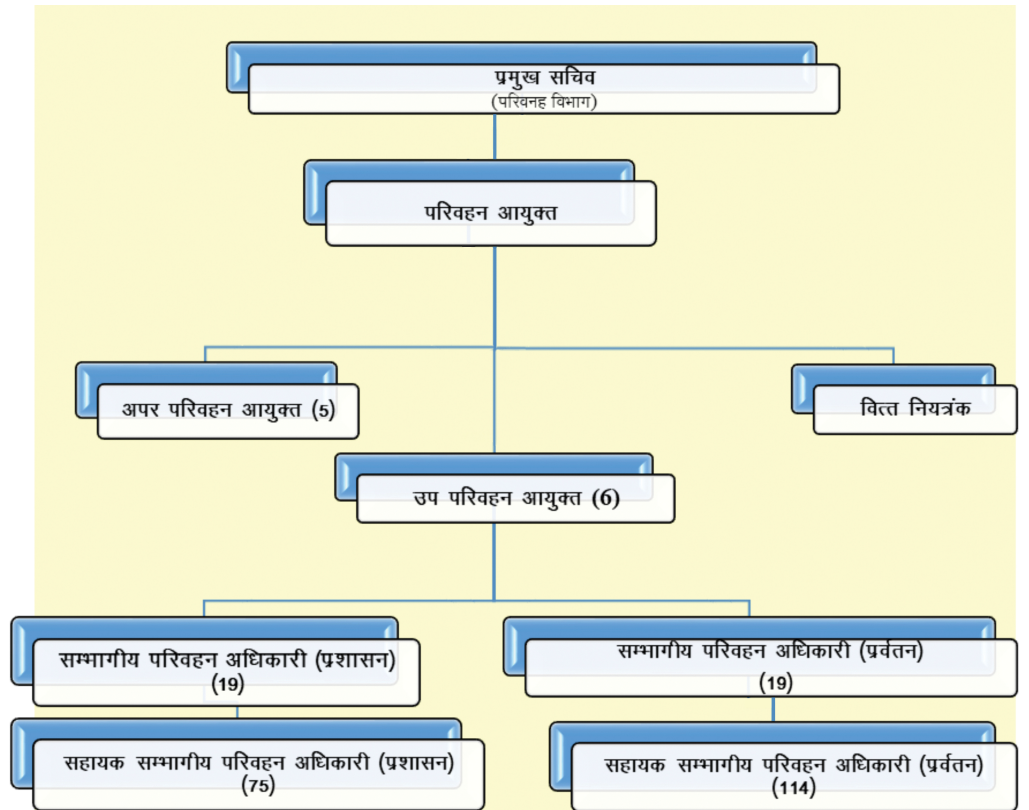 प्रमुख सचिव
(परिवनह विभाग)
परिवहन आयुक्त
अपर परिवहन आयुक्त (5)
वित्त नियत्रंक
उप परिवहन आयुक्त (6)
सम्भागीय परिवहन अधिकारी (प्रशासन)
(19)
सम्भागीय परिवहन अधिकारी (प्रर्वतन)
(19)
सहायक सम्भागीय परिवहन अधिकारी (प्रशासन)
(75)
सहायक सम्भागीय परिवहन अधिकारी (प्रर्वतन)
(114)